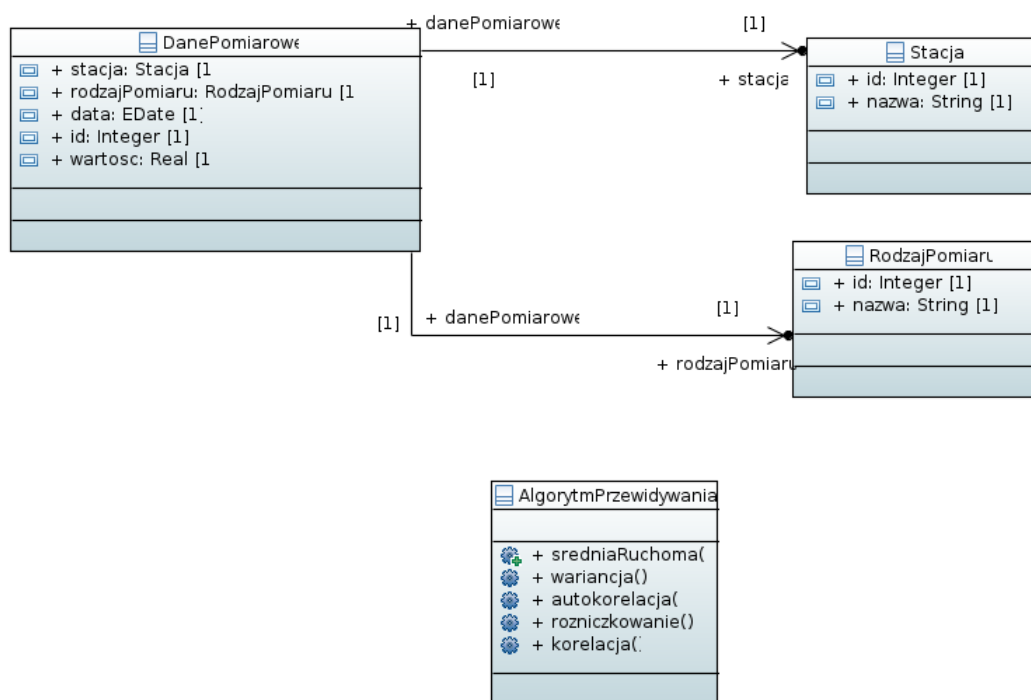 + danePomiarowe
[1]
DanePomiarowe
+ stacja: Stacja [1
+ rodzajPomiaru: RodzajPomiaru [1
+ data: EDate [1]
+ id: Integer [1]
+ wartosc: Real [1
[1]
+ stacja
Stacja
+ id: Integer [1]
+ nazwa: String [1]
[1]
+ danePomiarowe
[1]
+ rodzajPomiaru
RodzajPomiaru
+ id: Integer [1]
+ nazwa: String [1]
AlgorytmPrzewidywania
+ sredniaRuchoma(
+ wariancja()
+ autokorelacja(
+ rozniczkowanie()
+ korelacja()